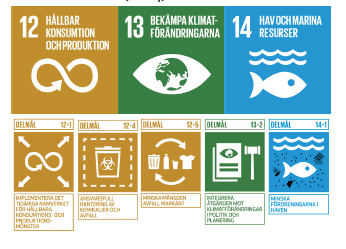 12 HÅLLBAR
KONSUMTION
OCH PRODUKTION
13 BEKÄMPA KLIMAT-
FÖRÄNDRINGARNA
14 HAV OCH MARINA
RESURSER
DELMÅL 12-1
IMPLEMENTERA DET
TIOÅRIGA RAMVERKET
FÖR HÅLLBARA
KONSUMTIONS- OCH
PRODUKTIONS-
MÖNSTER
DELMÅL 12-4
ANSVARSFULL
HANTERING AV
KEMIKALIER OCH
AVFALL
DELMÅL 12-5
MINSKA MÄNGDEN
AVFALL MARKANT
DELMÅL 13-2
INTEGRERA
ÅTGÄRDER MOT
KLIMATFÖRÄNDRINGAR
I POLITIK OCH
PLANERING
DELMÅL 14-1
MINSKA
FÖRORENINGARNA I
HAVEN